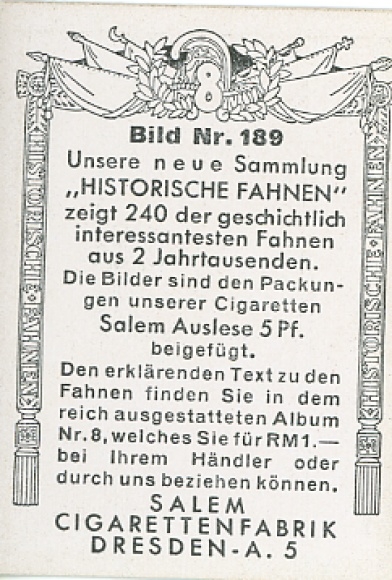 8
Bild Nr. 189
Unsere neue Sammlung
„HISTORISCHE FAHNEN"
zeigt 240 der geschichtlich
interessantesten Fahnen
aus 2 Jahrtausenden.
Die Bilder sind den Packun-
gen unserer Cigaretten
Salem Auslese 5 Pf.
beigefügt.
Den erklärenden Text zu den
Fahnen finden Sie in dem
reich ausgestatteten Album
Nr. 8, welches Sie für RM1.—
bei Ihrem Händler oder
durch uns beziehen können.
SALEM
CIGARETTENFABRIK
DRESDEN-A. 5
HISTORISCHE·FAHNEN
HISTORISCHE·FAHNEN